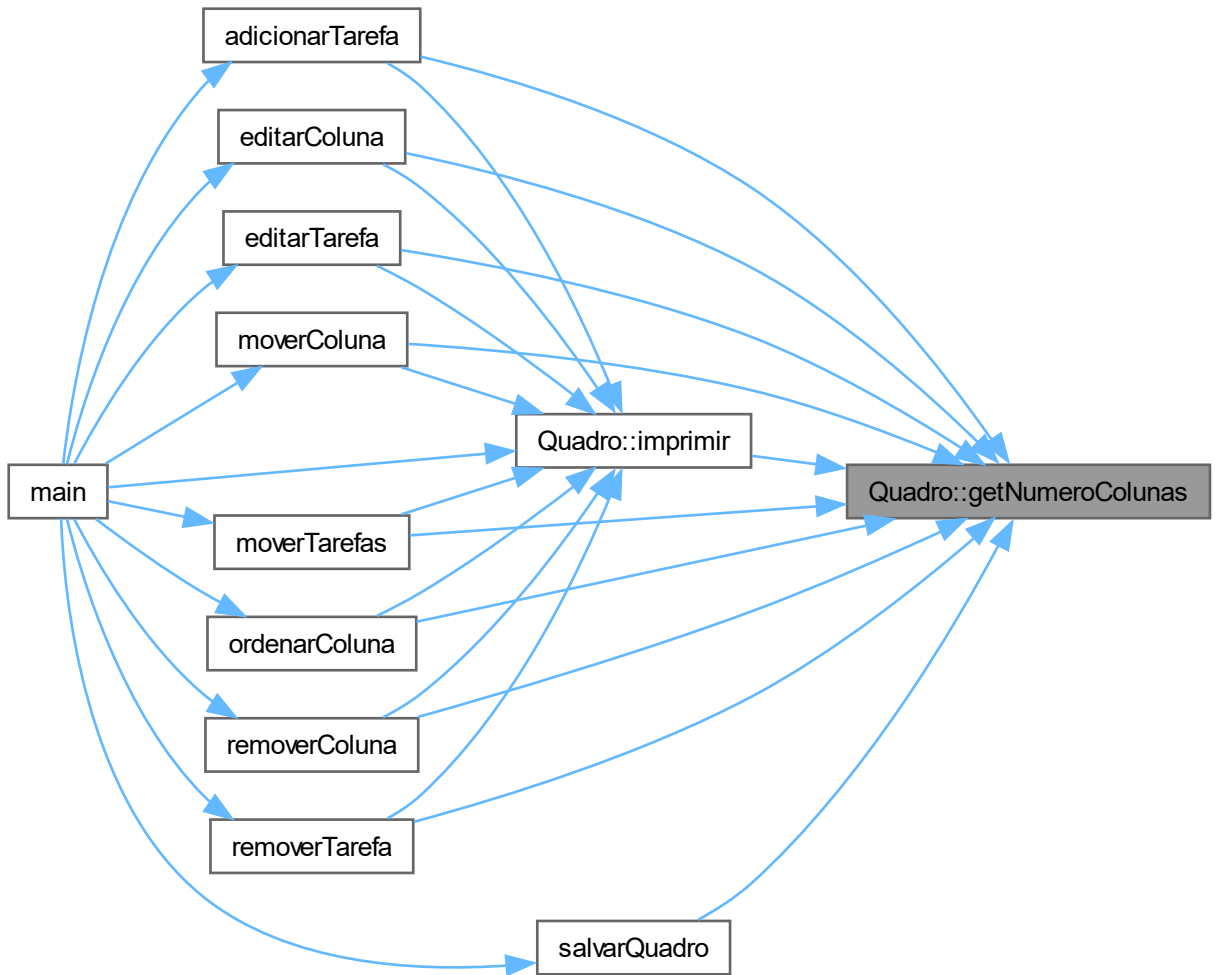 adicionarTarefa
editarColuna
editarTarefa
moverColuna
Quadro::imprimir
main
Quadro::getNumeroColunas
moverTarefas
ordenarColuna
removerColuna
removerTarefa
salvarQuadro